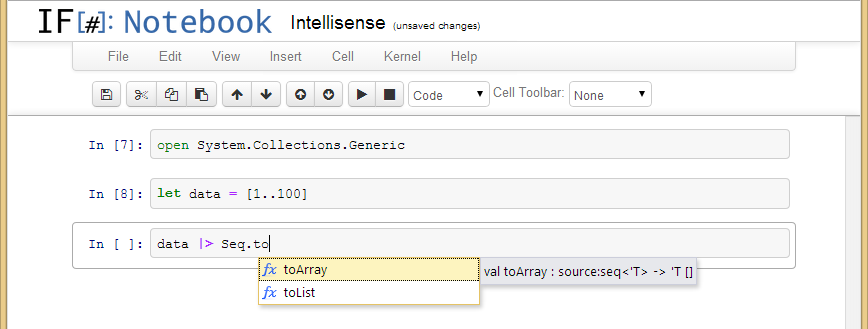 IF[#]: Notebook Intellisense (unsaved changes)
File Edit View Insert Cell Kernel Help
Code Cell Toolbar: None
In [7]: open System.Collections.Generic
In [8]: let data = [1..100]
In [ ]: data |> Seq.to
fx toArray val toArray : source:seq<'T> -> 'T []
fx toList